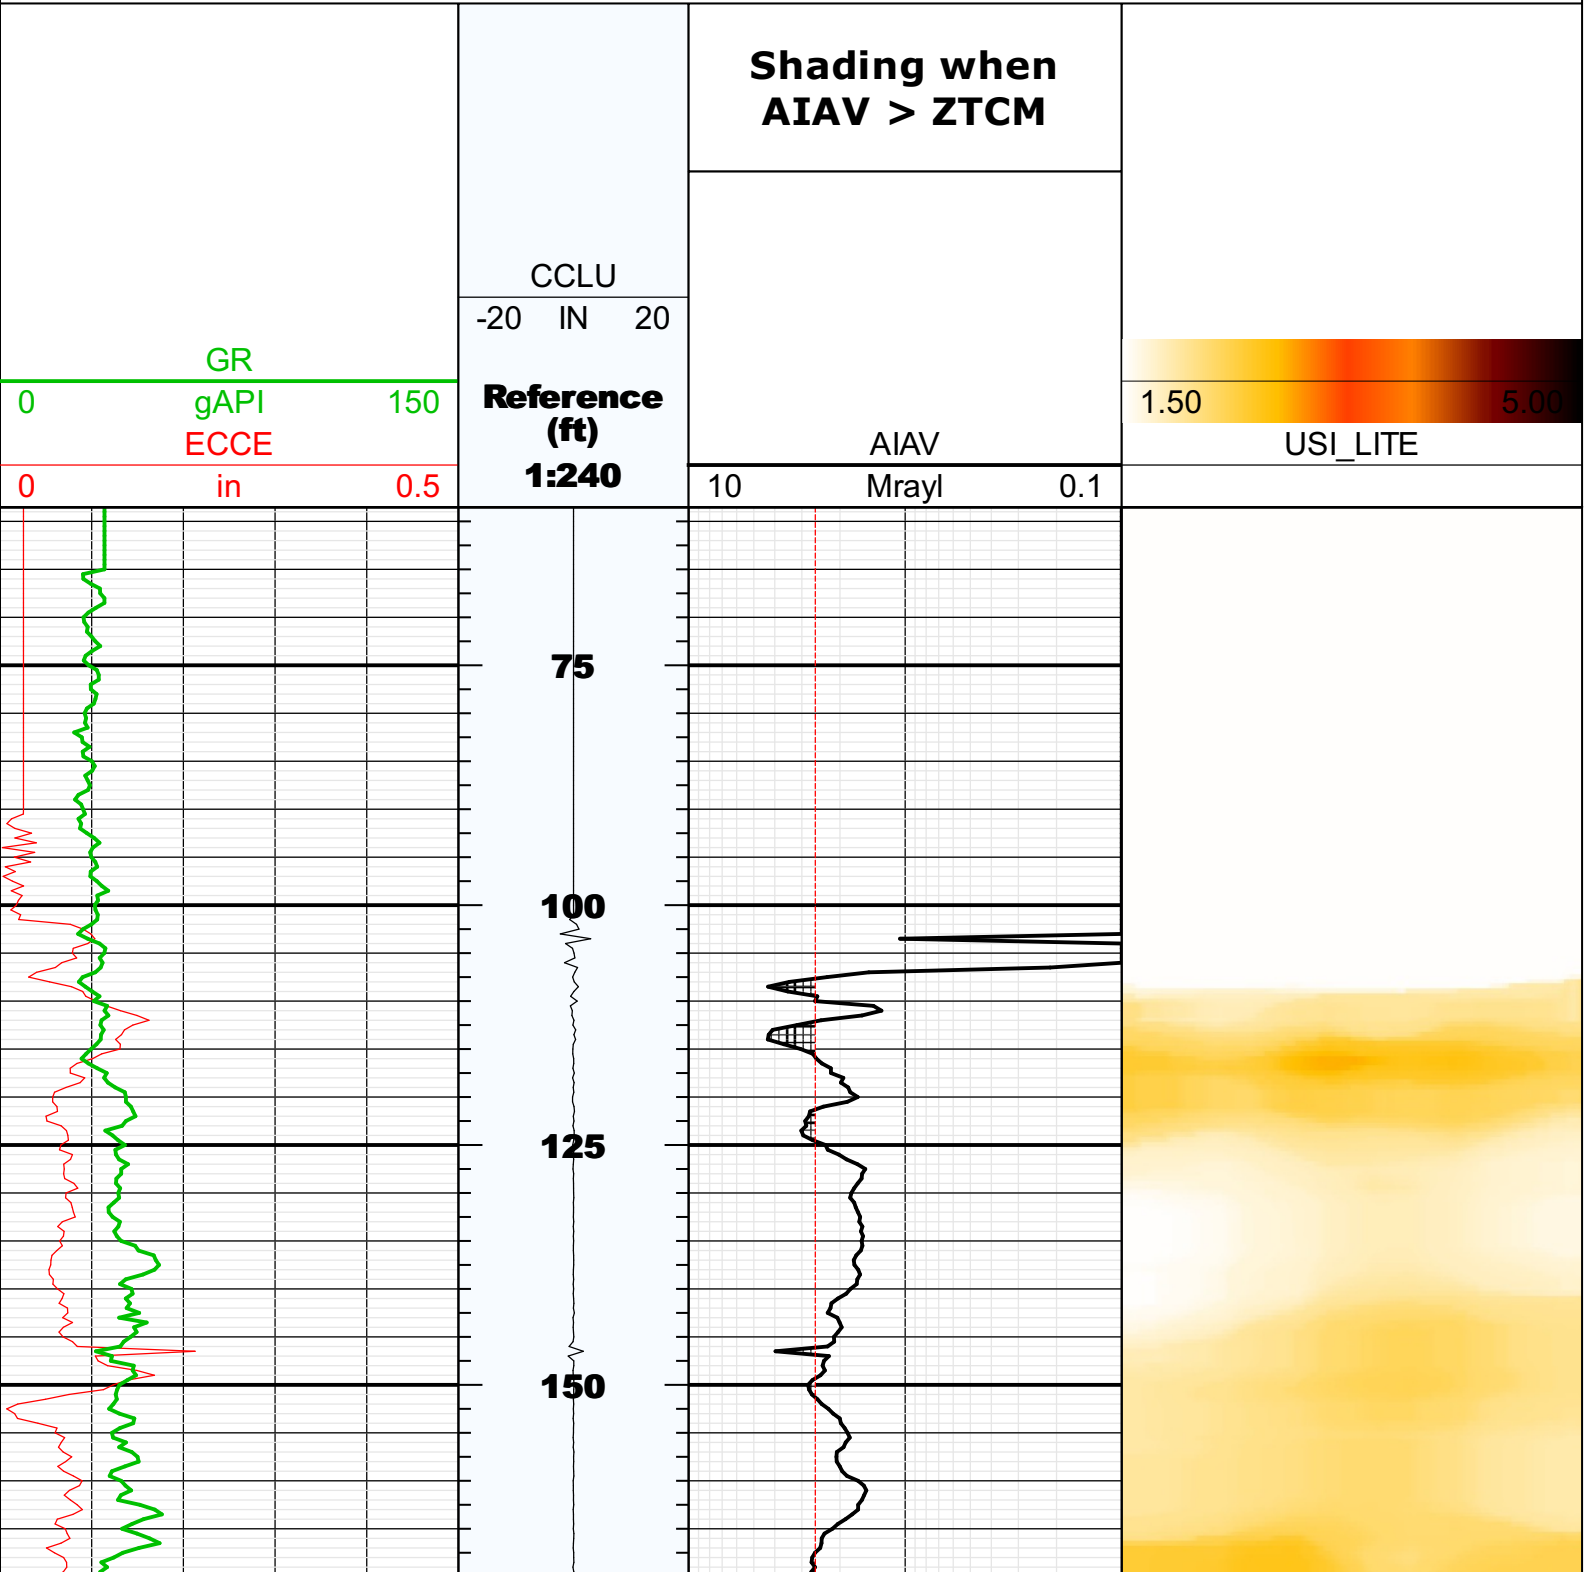 Shading when
AIAV > ZTCM
CCLU
-20 IN 20
GR
0 gAPI 150
ECCE
0 in 0.5
Reference
(ft)
1:240
AIAV
10 Mrayl 0.1
1.50 5.00
USI_LITE
75
100
125
150